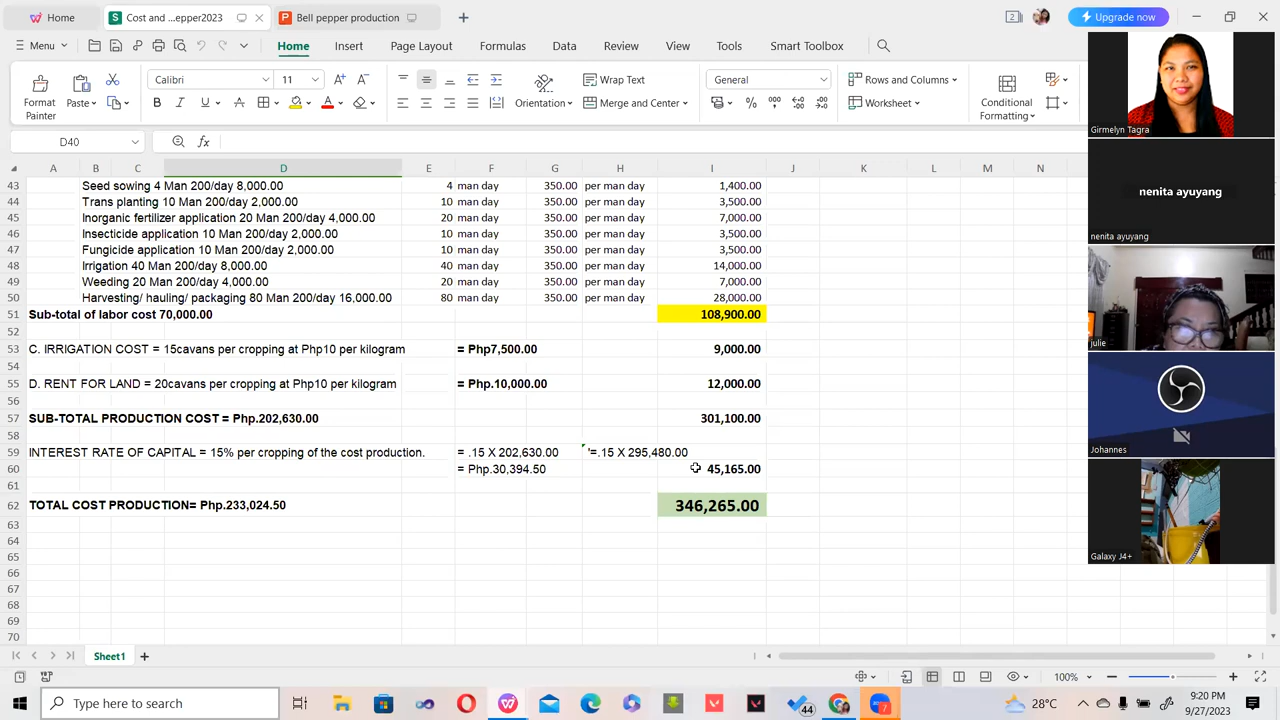 Home Cost and ...epper2023 Bell pepper production 2 Upgrade now
Menu Home Insert Page Layout Formulas Data Review View Tools Smart Toolbox
Calibri 11 Wrap Text General Rows and Columns
Format Painter Paste Orientation Merge and Center Worksheet Conditional Formatting
D40 fx
A B C D E F G H I J K L M N
43 Seed sowing 4 Man 200/day 8,000.00 4 man day 350.00 per man day 1,400.00
44 Trans planting 10 Man 200/day 2,000.00 10 man day 350.00 per man day 3,500.00
45 Inorganic fertilizer application 20 Man 200/day 4,000.00 20 man day 350.00 per man day 7,000.00
46 Insecticide application 10 Man 200/day 2,000.00 10 man day 350.00 per man day 3,500.00
47 Fungicide application 10 Man 200/day 2,000.00 10 man day 350.00 per man day 3,500.00
48 Irrigation 40 Man 200/day 8,000.00 40 man day 350.00 per man day 14,000.00
49 Weeding 20 Man 200/day 4,000.00 20 man day 350.00 per man day 7,000.00
50 Harvesting/ hauling/ packaging 80 Man 200/day 16,000.00 80 man day 350.00 per man day 28,000.00
51 Sub-total of labor cost 70,000.00 108,900.00
52
53 C. IRRIGATION COST = 15cavans per cropping at Php10 per kilogram = Php7,500.00 9,000.00
54
55 D. RENT FOR LAND = 20cavans per cropping at Php10 per kilogram = Php.10,000.00 12,000.00
56
57 SUB-TOTAL PRODUCTION COST = Php.202,630.00 301,100.00
58
59 INTEREST RATE OF CAPITAL = 15% per cropping of the cost production. = .15 X 202,630.00 '=.15 X 295,480.00
60 = Php.30,394.50 45,165.00
61
62 TOTAL COST PRODUCTION= Php.233,024.50 346,265.00
63
64
65
66
67
68
69
70
Sheet1
100%
Type here to search 44 28°C 9:20 PM 9/27/2023
Girmelyn Tagra
nenita ayuyang
nenita ayuyang
julie
Johannes
Galaxy J4+